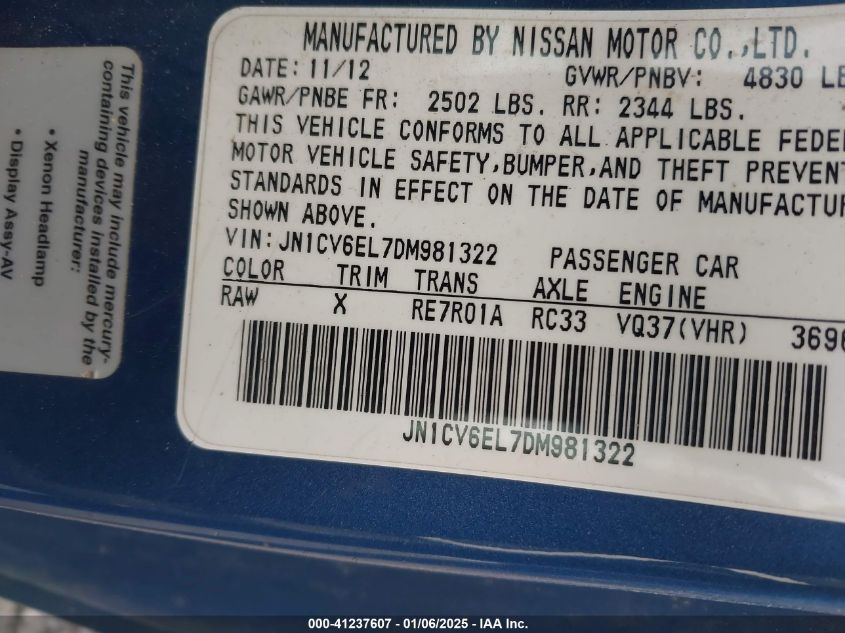 MANUFACTURED BY NISSAN MOTOR CO.,LTD.
DATE: 11/12 GVWR/PNBV: 4830 LB
GAWR/PNBE FR: 2502 LBS. RR: 2344 LBS.
THIS VEHICLE CONFORMS TO ALL APPLICABLE FEDER
MOTOR VEHICLE SAFETY,BUMPER,AND THEFT PREVENT
STANDARDS IN EFFECT ON THE DATE OF MANUFACTUR
SHOWN ABOVE.
VIN: JN1CV6EL7DM981322 PASSENGER CAR
COLOR TRIM TRANS AXLE ENGINE
RAW X RE7R01A RC33 VQ37(VHR) 3696
JN1CV6EL7DM981322
This vehicle may include mercury-
containing devices installed by the
manufacturer:
• Xenon Headlamp
• Display Assy-AV
000-41237607 - 01/06/2025 - IAA Inc.